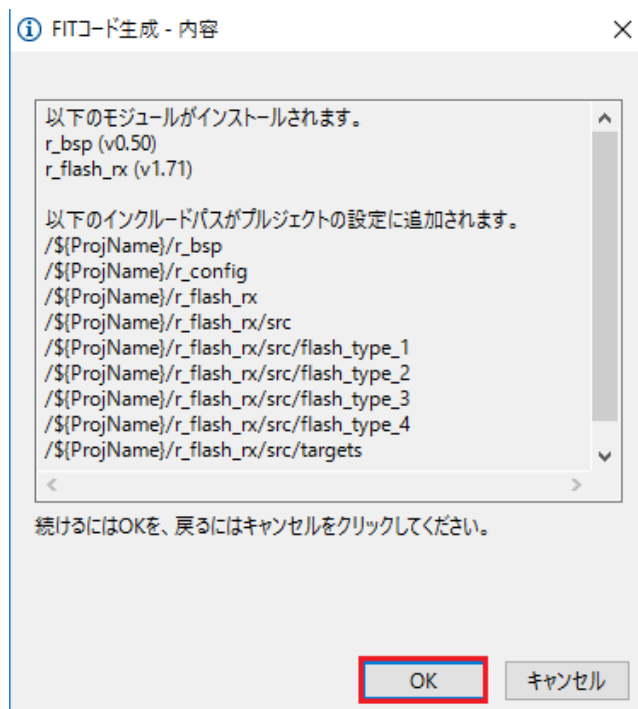 FITコード生成 - 内容
以下のモジュールがインストールされます。
r_bsp (v0.50)
r_flash_rx (v1.71)
以下のインクルードパスがプルジェクトの設定に追加されます。
/${ProjName}/r_bsp
/${ProjName}/r_config
/${ProjName}/r_flash_rx
/${ProjName}/r_flash_rx/src
/${ProjName}/r_flash_rx/src/flash_type_1
/${ProjName}/r_flash_rx/src/flash_type_2
/${ProjName}/r_flash_rx/src/flash_type_3
/${ProjName}/r_flash_rx/src/flash_type_4
/${ProjName}/r_flash_rx/src/targets
続けるにはOKを、戻るにはキャンセルをクリックしてください。
OK
キャンセル